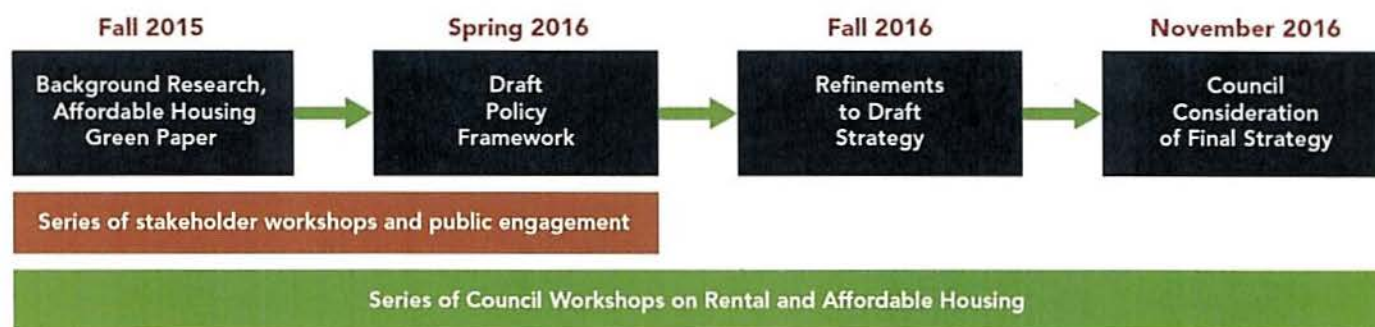 Fall 2015
Spring 2016
Fall 2016
November 2016
Background Research,
Affordable Housing
Green Paper
Draft
Policy
Framework
Refinements
to Draft
Strategy
Council
Consideration
of Final Strategy
Series of stakeholder workshops and public engagement
Series of Council Workshops on Rental and Affordable Housing